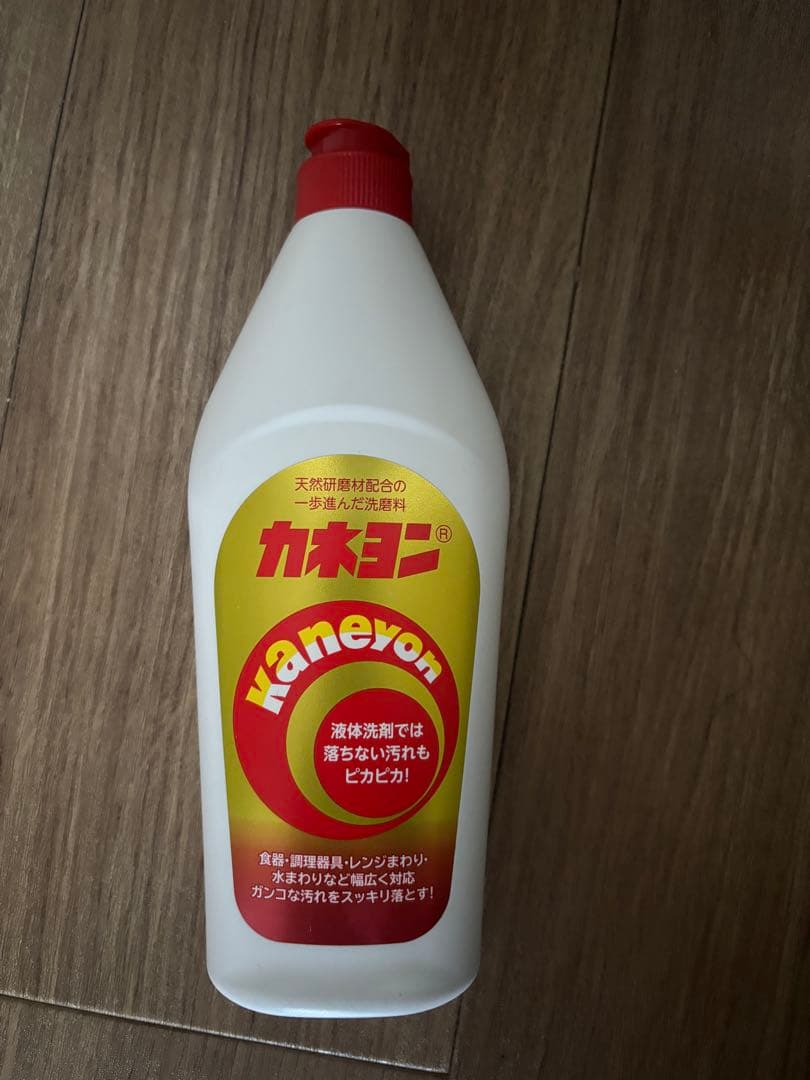 天然研磨材配合の
一歩進んだ洗磨料
カネヨン®
Kaneyon
液体洗剤では
落ちない汚れも
ピカピカ!
食器・調理器具・レンジまわり・
水まわりなど幅広く対応
ガンコな汚れをスッキリ落とす!